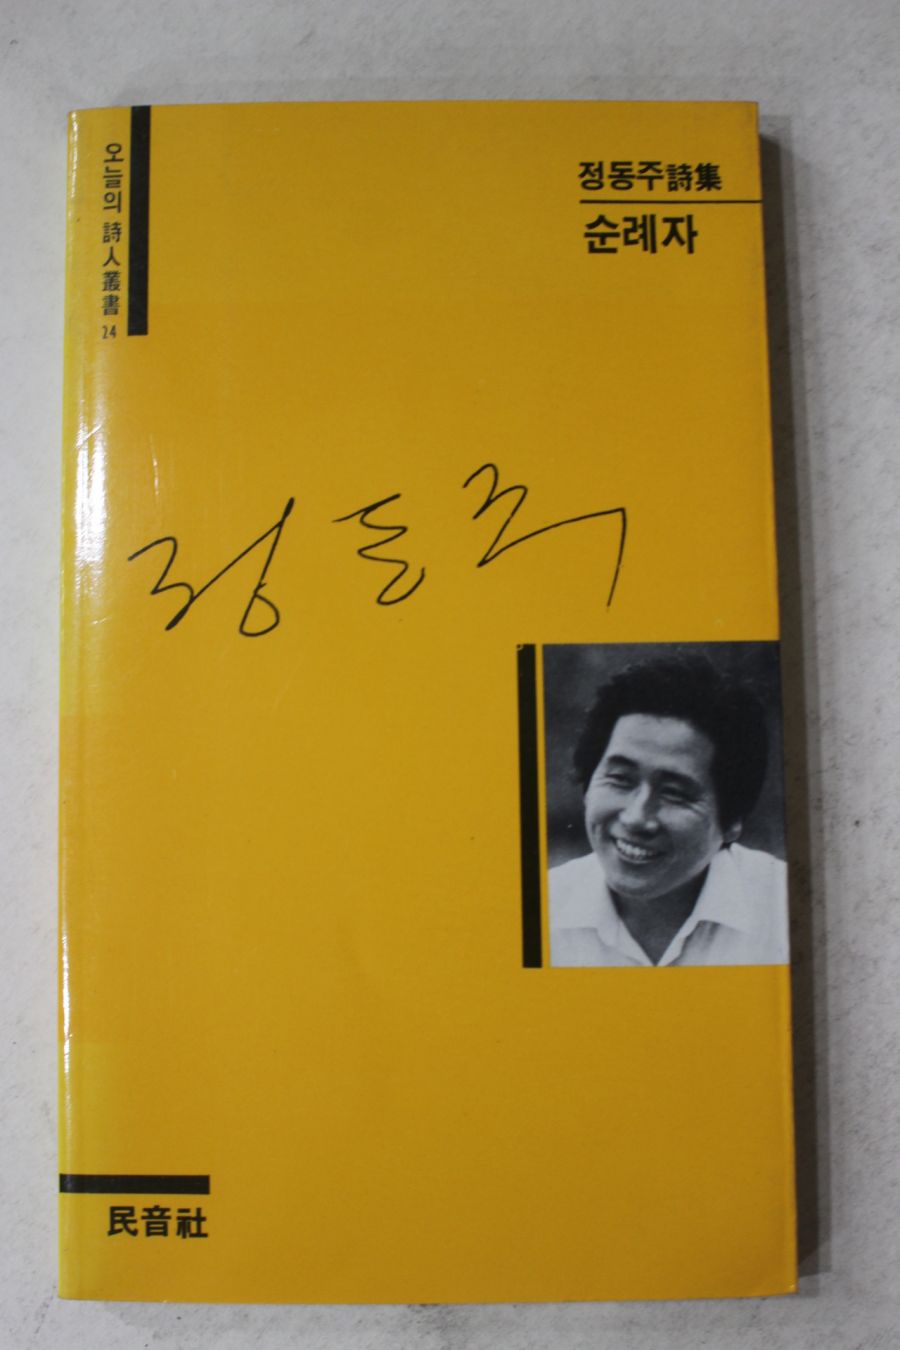 오늘의 詩人叢書
24
정동주詩集
순례자
정동주
民音社